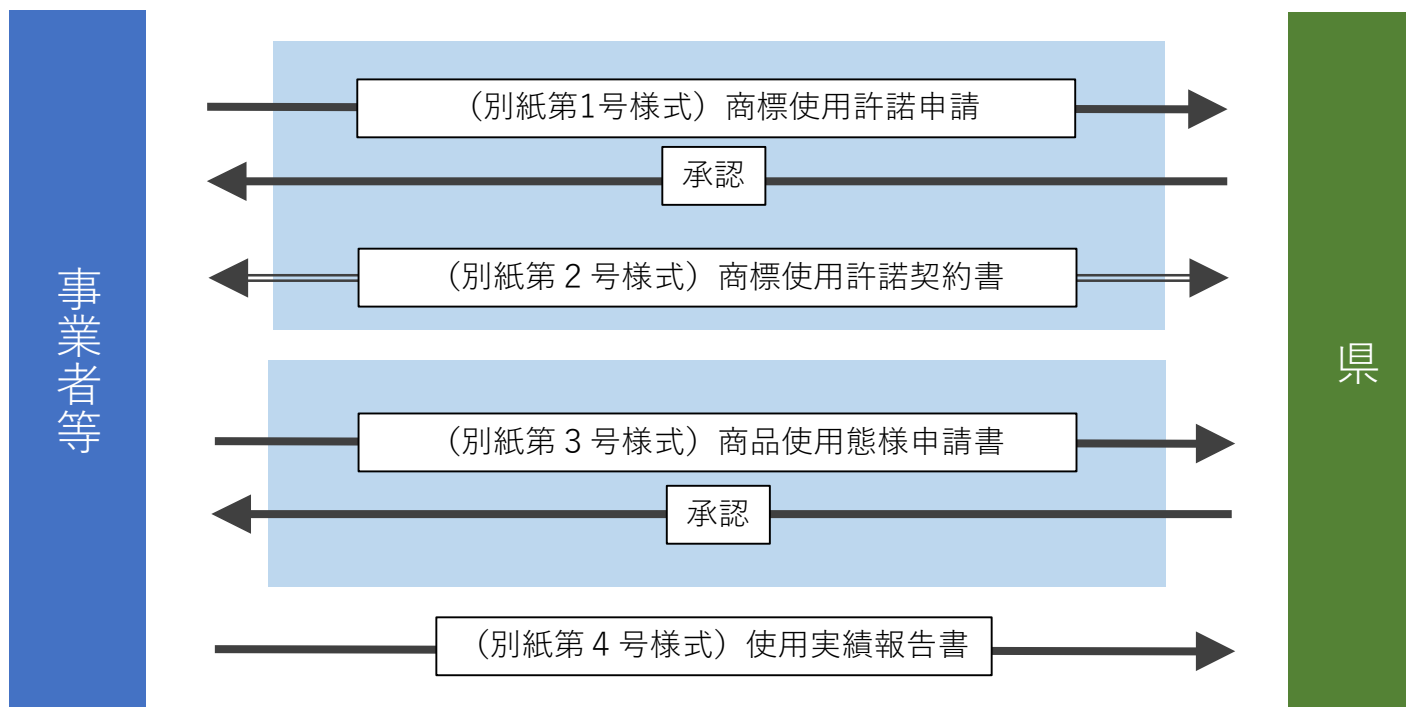 事業者等
（別紙第1号様式）商標使用許諾申請
承認
（別紙第２号様式）商標使用許諾契約書
（別紙第３号様式）商品使用態様申請書
承認
（別紙第４号様式）使用実績報告書
県